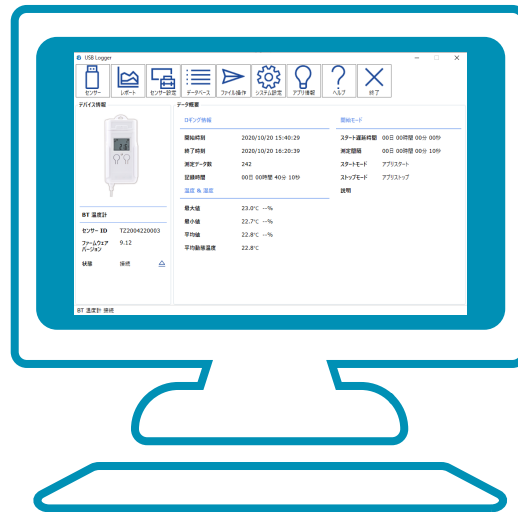 USB Logger
センサー レポート センサー設定 データベース ファイル操作 システム設定 アプリ情報 ヘルプ 終了
デバイス情報
BT 温度計
センサー ID TZ2004220003
ファームウェア
バージョン 9.12
状態 接続
データ概要
ロギング情報
開始時刻 2020/10/20 15:40:29
終了時刻 2020/10/20 16:20:39
測定データ数 242
記録時間 00日 00時間 40分 10秒
温度 & 湿度
最大値 23.0℃ --%
最小値 22.7℃ --%
平均値 22.8℃ --%
平均動態温度 22.8℃
開始モード
スタート遅延時間 00日 00時間 00分 00秒
測定間隔 00日 00時間 00分 10秒
スタートモード アプリスタート
ストップモード アプリストップ
説明
BT 温度計 接続